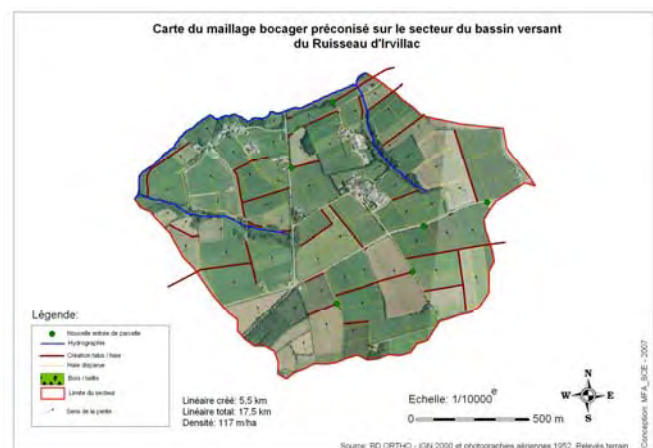 Carte du maillage bocager préconisé sur le secteur du bassin versant
du Ruisseau d'Irvillac
Légende:
Nouvelle entrée de parcelle
Hydrographie
Création talus / haie
Haie disparue
Bois / taillis
Limite du secteur
Sens de la pente
Linéaire créé: 5,5 km
Linéaire total: 17,5 km
Densité: 117 m/ha
Echelle: 1/10000e
0 500 m
N
W E
S
Conception: MFA_BCE - 2007
Source: BD ORTHO - IGN 2000 et photographies aériennes 1952, Relevés terrain